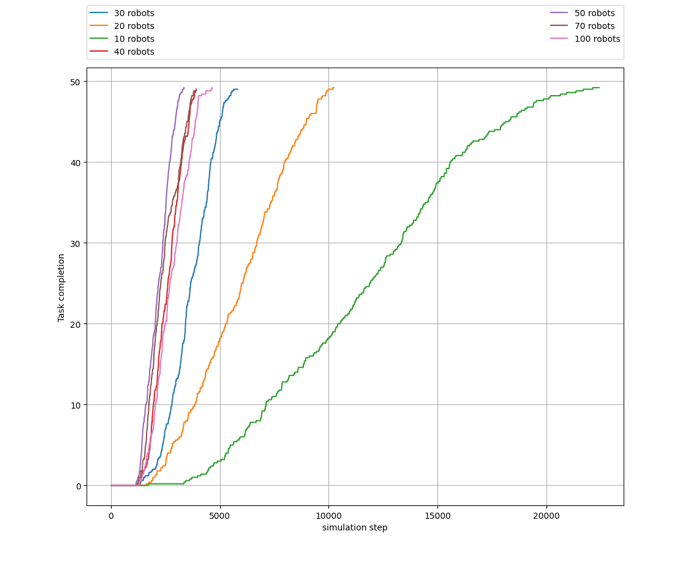 30 robots
20 robots
10 robots
40 robots
50 robots
70 robots
100 robots
50
40
30
20
10
0
Task completion
0 5000 10000 15000 20000
simulation step